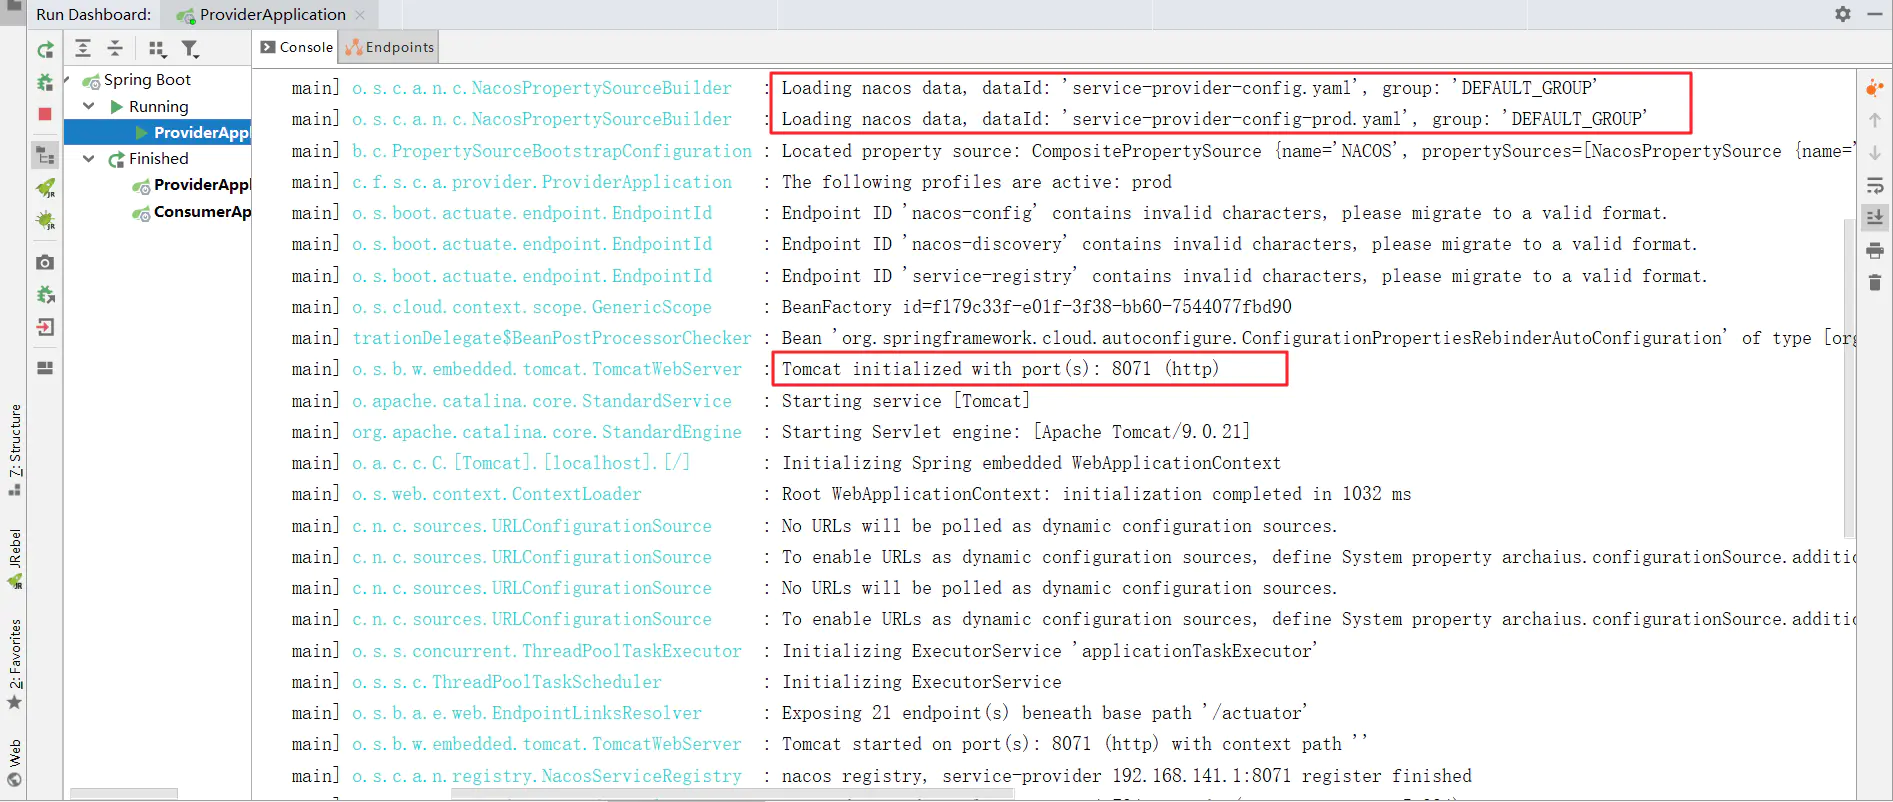 Run Dashboard: ProviderApplication
Console Endpoints
Spring Boot
Running
ProviderAppl
Finished
ProviderAppl
ConsumerAp
main] o.s.c.a.n.c.NacosPropertySourceBuilder : Loading nacos data, dataId: 'service-provider-config.yaml', group: 'DEFAULT_GROUP'
main] o.s.c.a.n.c.NacosPropertySourceBuilder : Loading nacos data, dataId: 'service-provider-config-prod.yaml', group: 'DEFAULT_GROUP'
main] b.c.PropertySourceBootstrapConfiguration : Located property source: CompositePropertySource {name='NACOS', propertySources=[NacosPropertySource {name='
main] c.f.s.c.a.provider.ProviderApplication : The following profiles are active: prod
main] o.s.boot.actuate.endpoint.EndpointId : Endpoint ID 'nacos-config' contains invalid characters, please migrate to a valid format.
main] o.s.boot.actuate.endpoint.EndpointId : Endpoint ID 'nacos-discovery' contains invalid characters, please migrate to a valid format.
main] o.s.boot.actuate.endpoint.EndpointId : Endpoint ID 'service-registry' contains invalid characters, please migrate to a valid format.
main] o.s.cloud.context.scope.GenericScope : BeanFactory id=f179c33f-e01f-3f38-bb60-7544077fbd90
main] trationDelegate$BeanPostProcessorChecker : Bean 'org.springframework.cloud.autoconfigure.ConfigurationPropertiesRebinderAutoConfiguration' of type [org
main] o.s.b.w.embedded.tomcat.TomcatWebServer : Tomcat initialized with port(s): 8071 (http)
main] o.apache.catalina.core.StandardService : Starting service [Tomcat]
main] org.apache.catalina.core.StandardEngine : Starting Servlet engine: [Apache Tomcat/9.0.21]
main] o.a.c.c.C.[Tomcat].[localhost].[/] : Initializing Spring embedded WebApplicationContext
main] o.s.web.context.ContextLoader : Root WebApplicationContext: initialization completed in 1032 ms
main] c.n.c.sources.URLConfigurationSource : No URLs will be polled as dynamic configuration sources.
main] c.n.c.sources.URLConfigurationSource : To enable URLs as dynamic configuration sources, define System property archaius.configurationSource.additio
main] c.n.c.sources.URLConfigurationSource : No URLs will be polled as dynamic configuration sources.
main] c.n.c.sources.URLConfigurationSource : To enable URLs as dynamic configuration sources, define System property archaius.configurationSource.additio
main] o.s.s.concurrent.ThreadPoolTaskExecutor : Initializing ExecutorService 'applicationTaskExecutor'
main] o.s.s.c.ThreadPoolTaskScheduler : Initializing ExecutorService
main] o.s.b.a.e.web.EndpointLinksResolver : Exposing 21 endpoint(s) beneath base path '/actuator'
main] o.s.b.w.embedded.tomcat.TomcatWebServer : Tomcat started on port(s): 8071 (http) with context path ''
main] o.s.c.a.n.registry.NacosServiceRegistry : nacos registry, service-provider 192.168.141.1:8071 register finished
7: Structure
JRebel
2: Favorites
Web